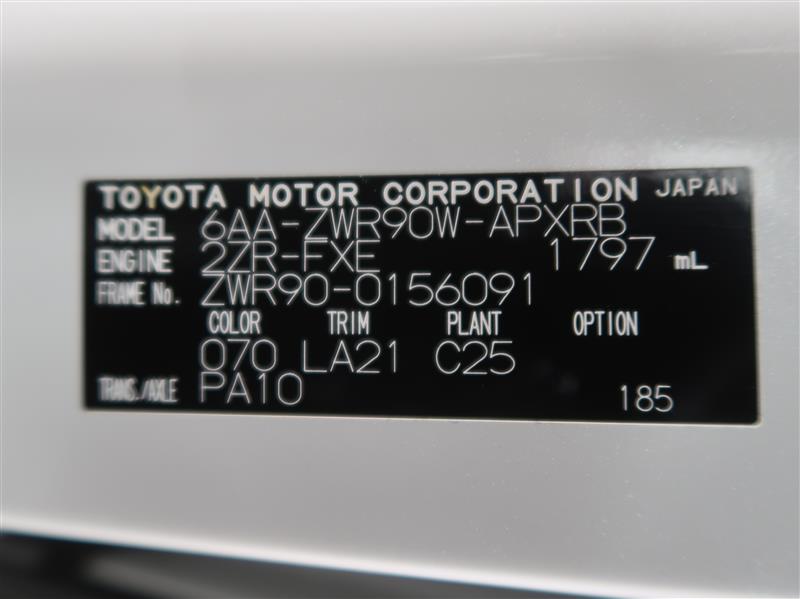 TOYOTA MOTOR CORPORATION JAPAN
MODEL 6AA-ZWR90W-APXRB
ENGINE 2ZR-FXE 1797 mL
FRAME No. ZWR90-0156091
COLOR TRIM PLANT OPTION
070 LA21 C25
TRANS./AXLE PA10 185